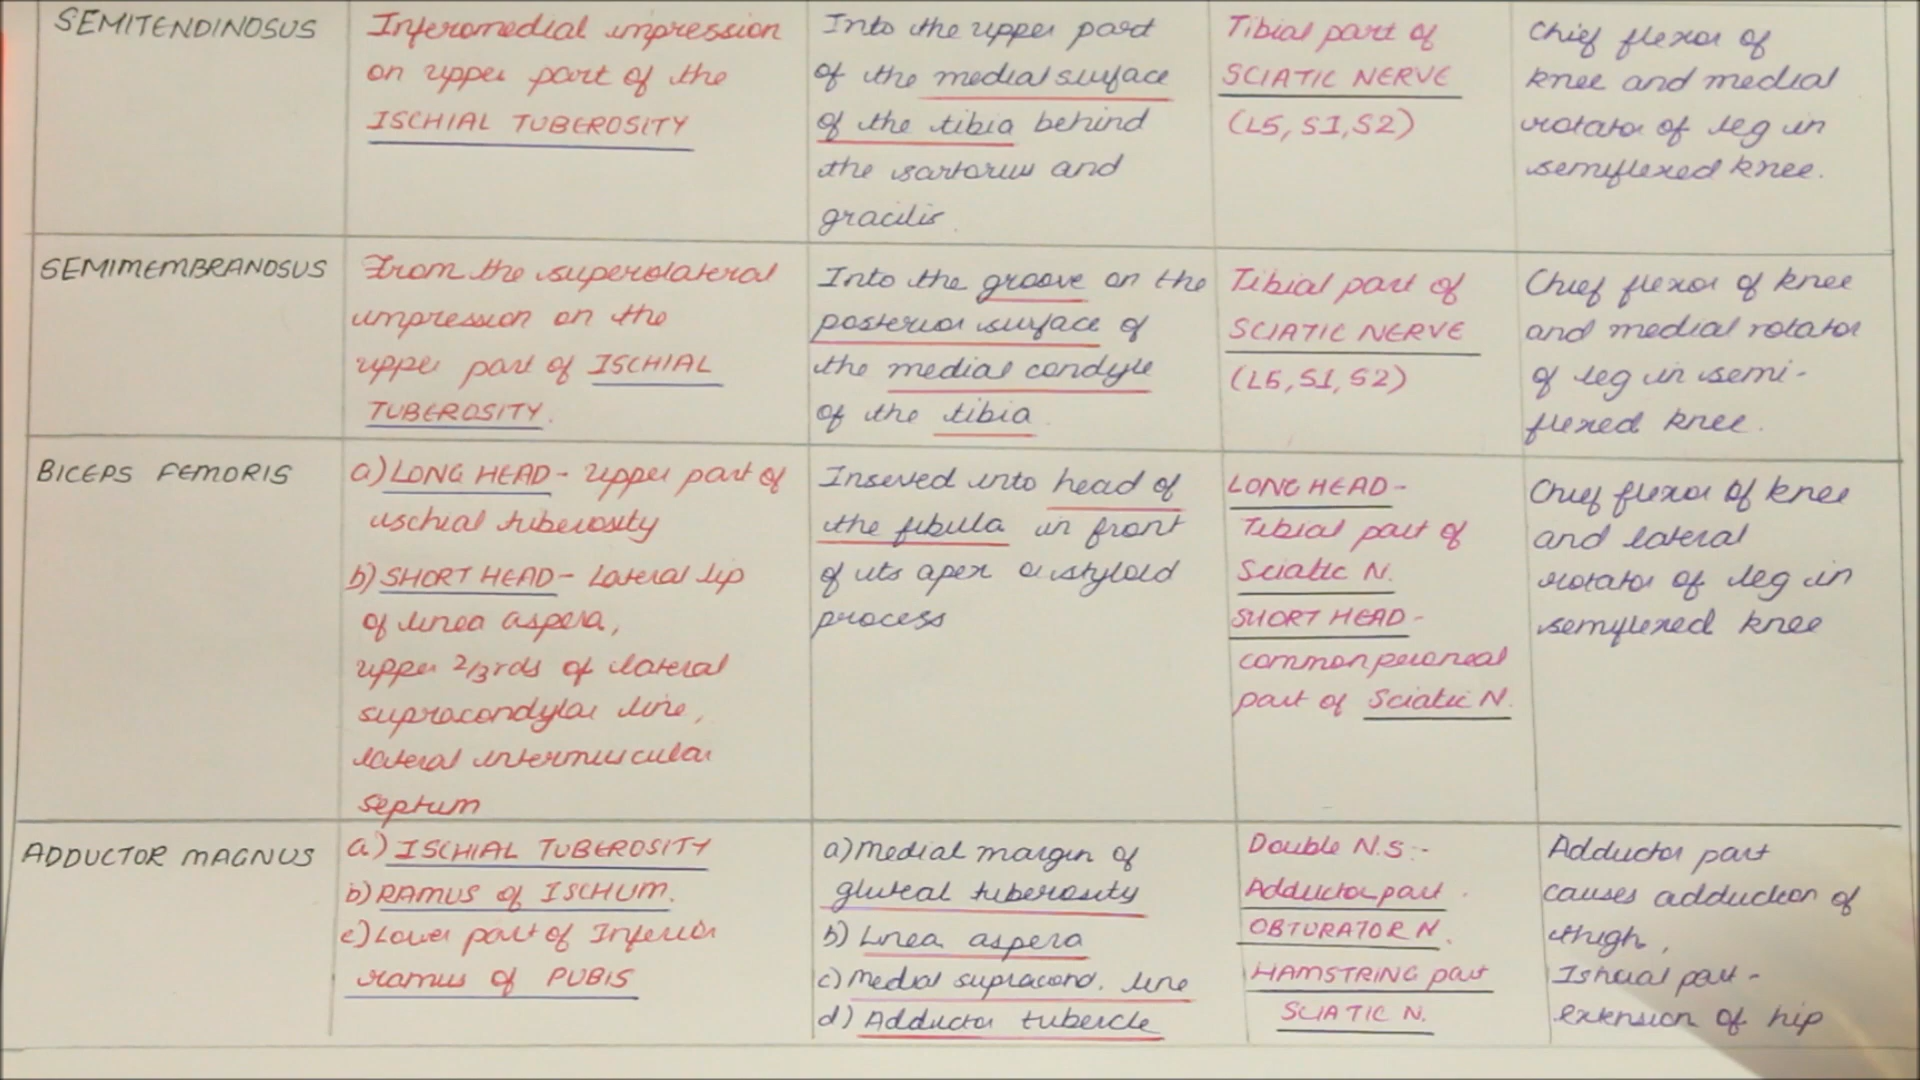 SEMITENDINOSUS
Inferomedial impression
on upper part of the
ISCHIAL TUBEROSITY
Into the upper part
of the medial surface
of the tibia behind
the sartorius and
gracilis.
Tibial part of
SCIATIC NERVE
(L5, S1, S2)
Chief flexor of
knee and medial
rotator of leg in
semiflexed knee.
SEMIMEMBRANOSUS
From the superolateral
impression on the
upper part of ISCHIAL
TUBEROSITY.
Into the groove on the
posterior surface of
the medial condyle
of the tibia
Tibial part of
SCIATIC NERVE
(L5, S1, S2)
Chief flexor of knee
and medial rotator
of leg in semi-
flexed knee.
BICEPS FEMORIS
a) LONG HEAD - upper part of
ischial tuberosity
b) SHORT HEAD - Lateral lip
of linea aspera,
upper 2/3rds of lateral
supracondylar line,
lateral intermuscular
septum
Inserted into head of
the fibula in front
of its apex or styloid
process
LONG HEAD -
Tibial part of
Sciatic N.
SHORT HEAD -
common peroneal
part of Sciatic N.
Chief flexor of knee
and lateral
rotator of leg in
semiflexed knee
ADDUCTOR MAGNUS
a) ISCHIAL TUBEROSITY
b) RAMUS of ISCHUM.
c) Lower part of Inferior
ramus of PUBIS
a) Medial margin of
gluteal tuberosity
b) Linea aspera
c) Medial supracond. line
d) Adductor tubercle
Double N.S:-
Adductor part
OBTURATOR N.
HAMSTRING part
SCIATIC N.
Adductor part
causes adduction of
thigh,
Ishcial part -
extension of hip